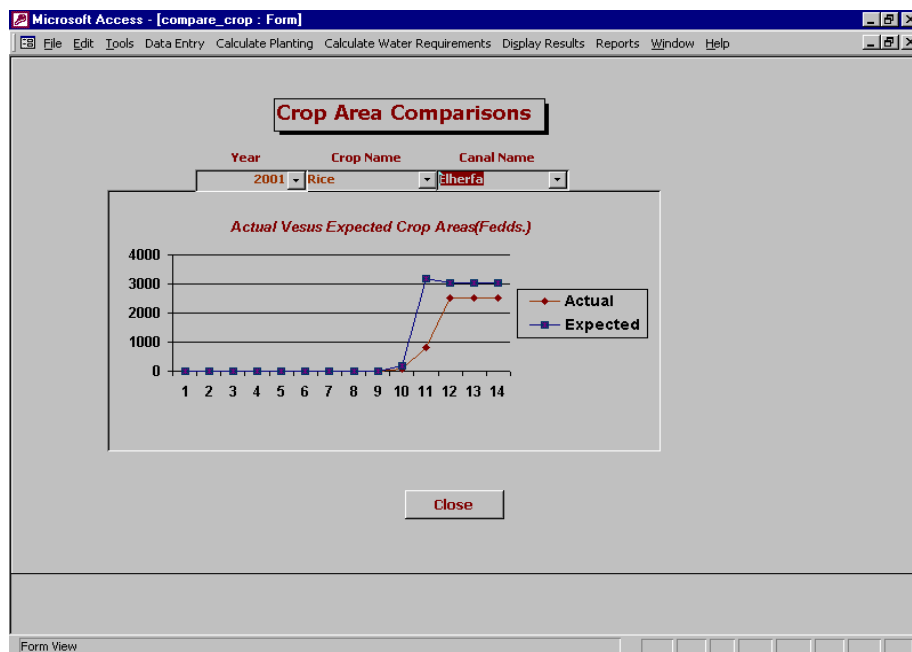 Microsoft Access - [compare_crop : Form]
File Edit Tools Data Entry Calculate Planting Calculate Water Requirements Display Results Reports Window Help
Crop Area Comparisons
Year Crop Name Canal Name
2001 Rice Elherfa
Actual Vesus Expected Crop Areas(Fedds.)
4000
3000
2000
1000
0
1 2 3 4 5 6 7 8 9 10 11 12 13 14
Actual
Expected
Close
Form View